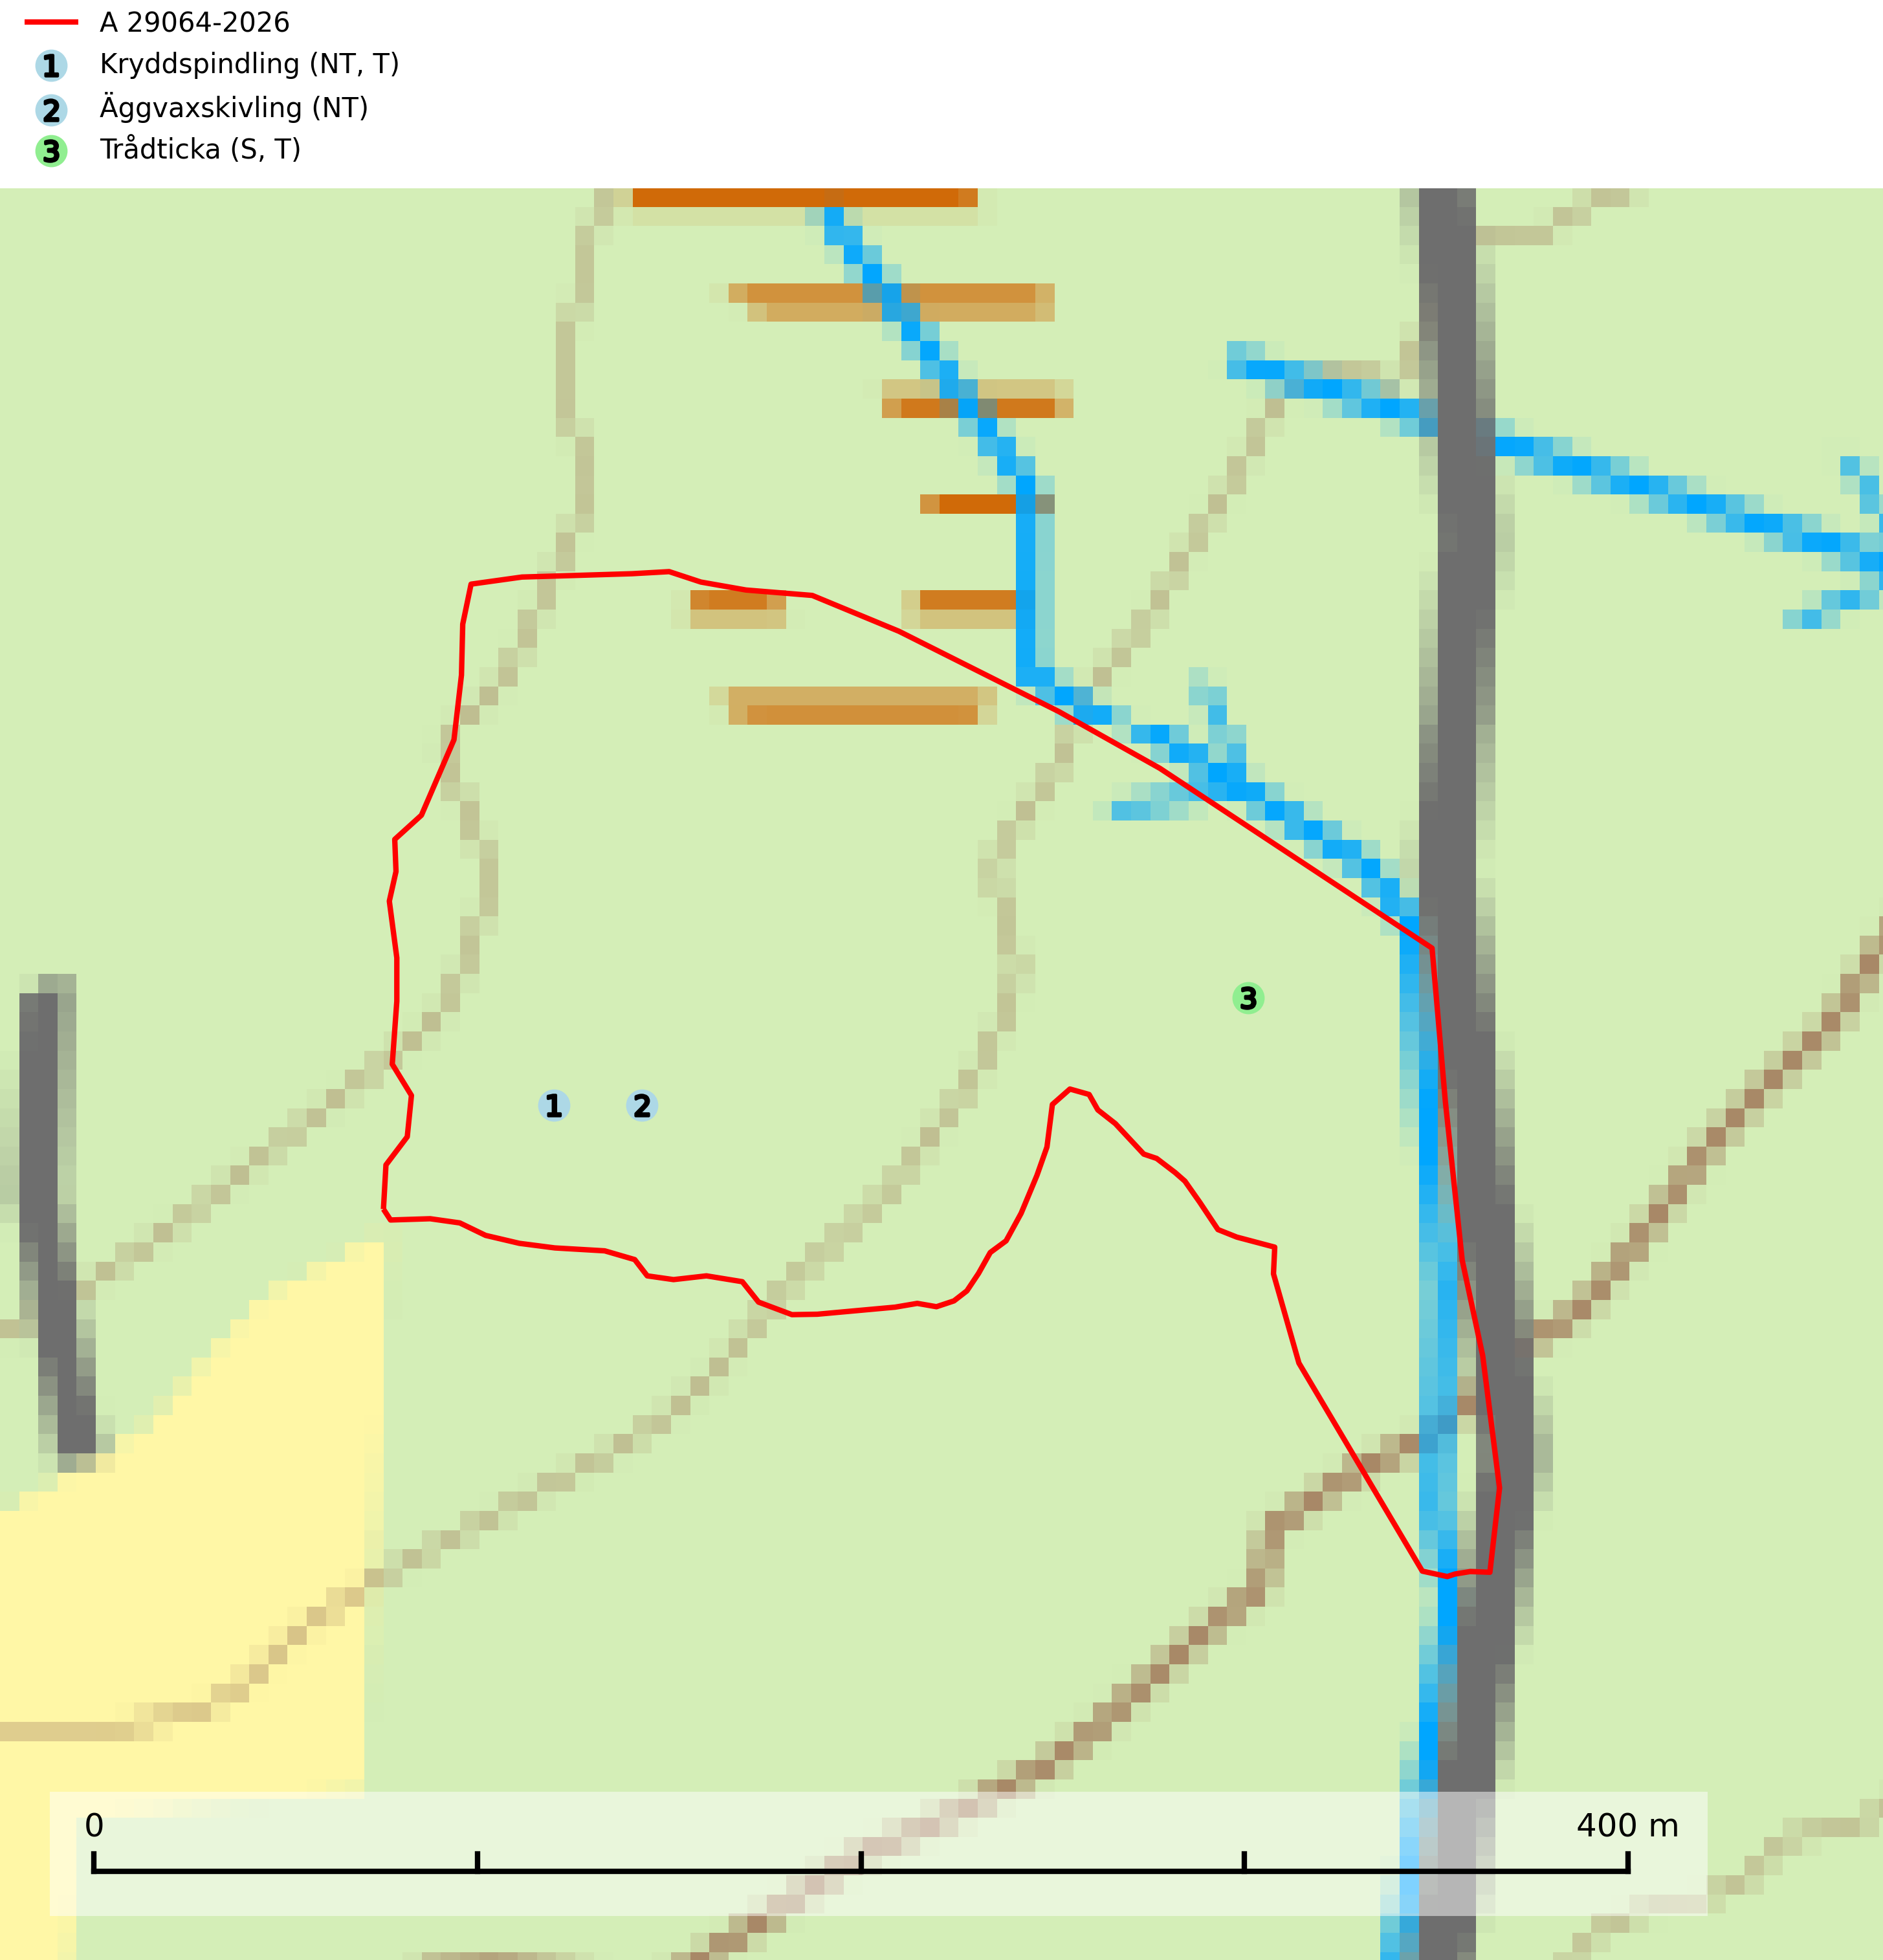 A 29064-2026
1 Kryddspindling (NT, T)
2 Äggvaxskivling (NT)
3 Trådticka (S, T)
3
1 2
0 400 m